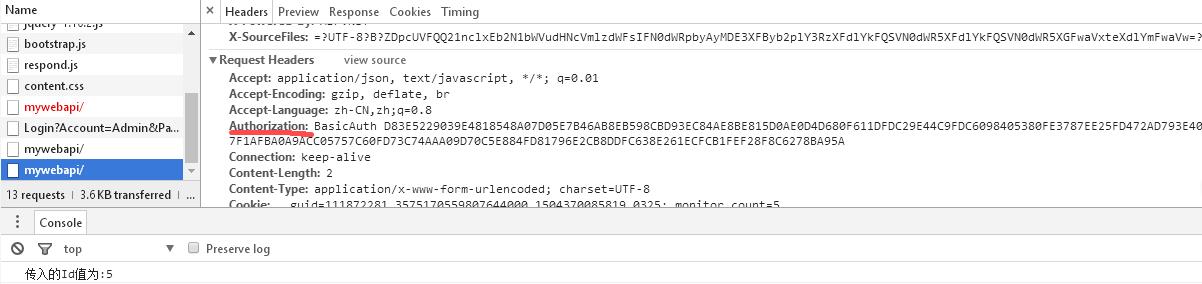 Name
jquery-1.10.2.js
bootstrap.js
respond.js
content.css
mywebapi/
Login?Account=Admin&Pa...
mywebapi/
mywebapi/
13 requests
3.6 KB transferred
...
× Headers Preview Response Cookies Timing
X-SourceFiles: =?UTF-8?B?ZDpcUVFQQ21nclxEb2N1bWVudHNcVmlzdWFsIFN0dWRpbyAyMDE3XFByb2plY3RzXFdlYkFQSVN0dWR5XFdlYkFQSVN0dWR5XGFwaVxteXdlYmFwaVw=?
Request Headers view source
Accept: application/json, text/javascript, */*; q=0.01
Accept-Encoding: gzip, deflate, br
Accept-Language: zh-CN,zh;q=0.8
Authorization: BasicAuth D83E5229039E4818548A07D05E7B46AB8EB598CBD93EC84AE8BE815D0AE0D4D680F611DFDC29E44C9FDC6098405380FE3787EE25FD472AD793E40
7F1AFBA0A9ACC05757C60FD73C74AAA09D70C5E884FD81796E2CB8DDFC638E261ECFCB1FEF28F8C6278BA95A
Connection: keep-alive
Content-Length: 2
Content-Type: application/x-www-form-urlencoded; charset=UTF-8
Cookie: __guid=111872281.3575170559807644000.1504370085819.0325; monitor_count=5
Console
top
Preserve log
传入的Id值为:5